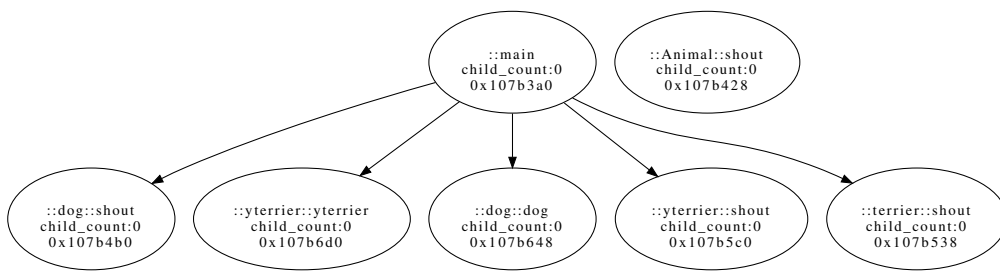 ::main
child_count:0
0x107b3a0
::Animal::shout
child_count:0
0x107b428
::dog::shout
child_count:0
0x107b4b0
::yterrier::yterrier
child_count:0
0x107b6d0
::dog::dog
child_count:0
0x107b648
::yterrier::shout
child_count:0
0x107b5c0
::terrier::shout
child_count:0
0x107b538